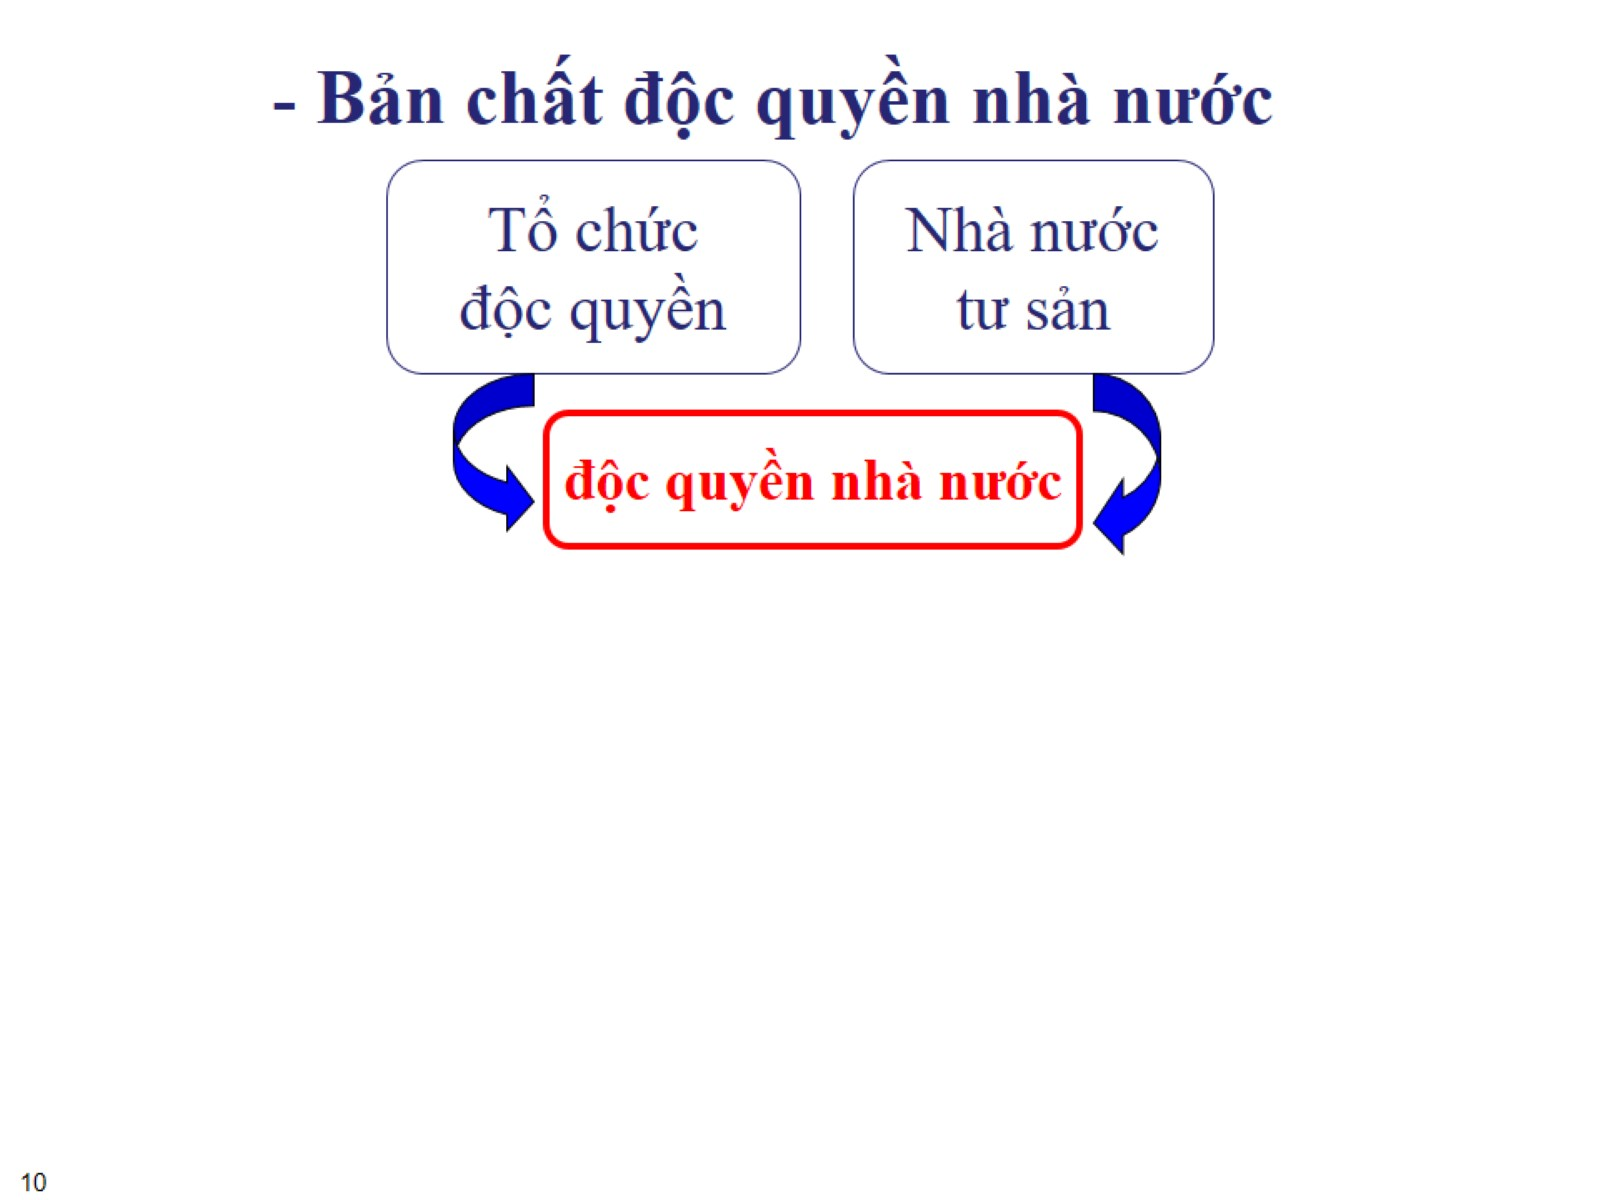 - Bản chất độc quyền nhà nước
Tổ chức
độc quyền
Nhà nước
tư sản
độc quyền nhà nước
10